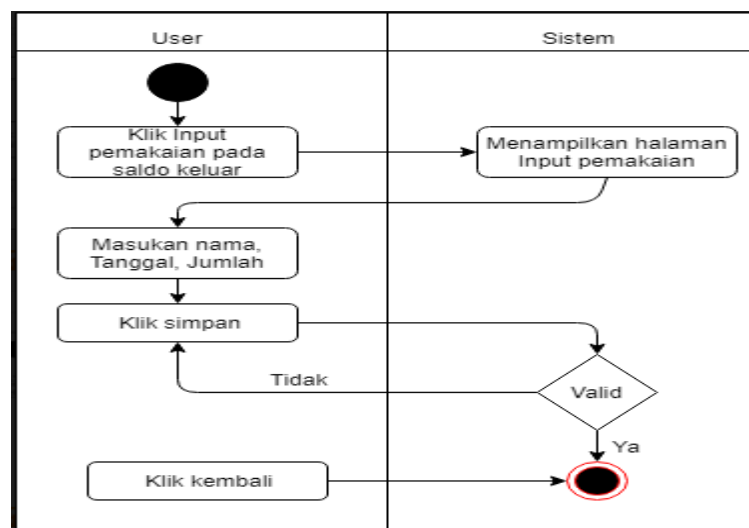 User
Sistem
Klik Input
pemakaian pada
saldo keluar
Menampilkan halaman
Input pemakaian
Masukan nama,
Tanggal, Jumlah
Klik simpan
Tidak
Valid
Ya
Klik kembali